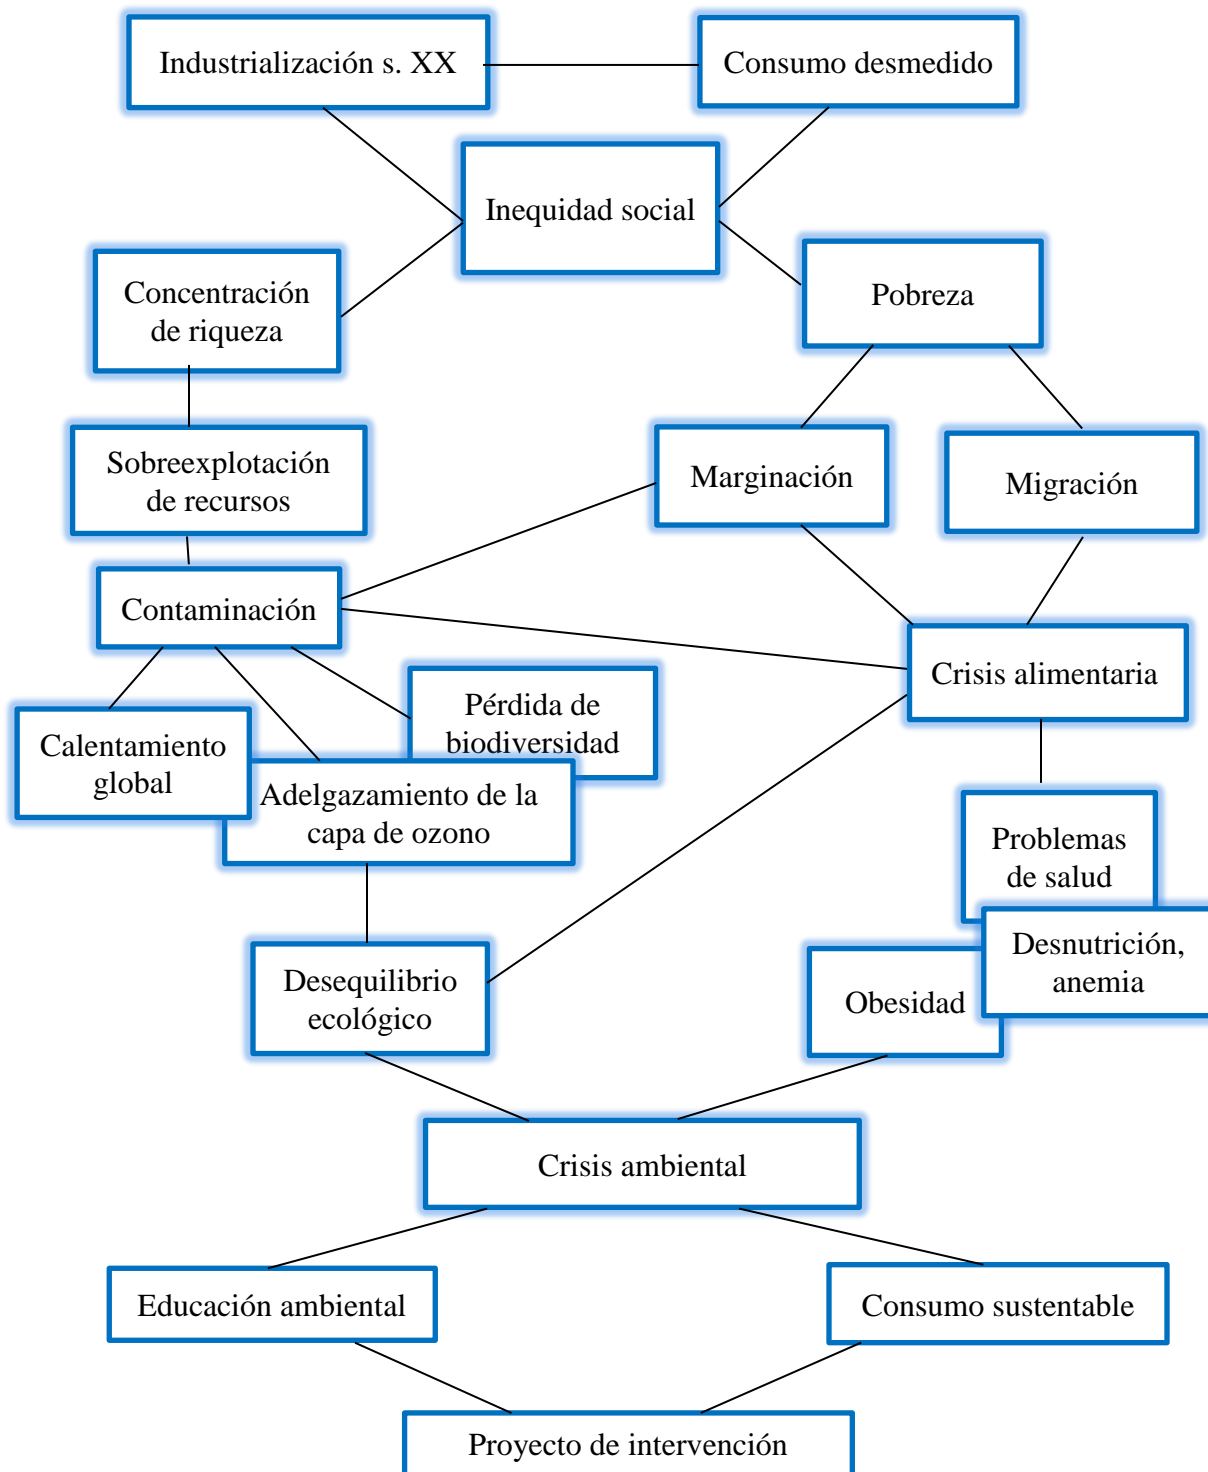 Industrialización s. XX
Consumo desmedido
Inequidad social
Concentración
de riqueza
Pobreza
Sobreexplotación
de recursos
Marginación
Migración
Contaminación
Crisis alimentaria
Pérdida de
biodiversidad
Calentamiento
global
Adelgazamiento de la
capa de ozono
Problemas
de salud
Desnutrición,
anemia
Desequilibrio
ecológico
Obesidad
Crisis ambiental
Educación ambiental
Consumo sustentable
Proyecto de intervención